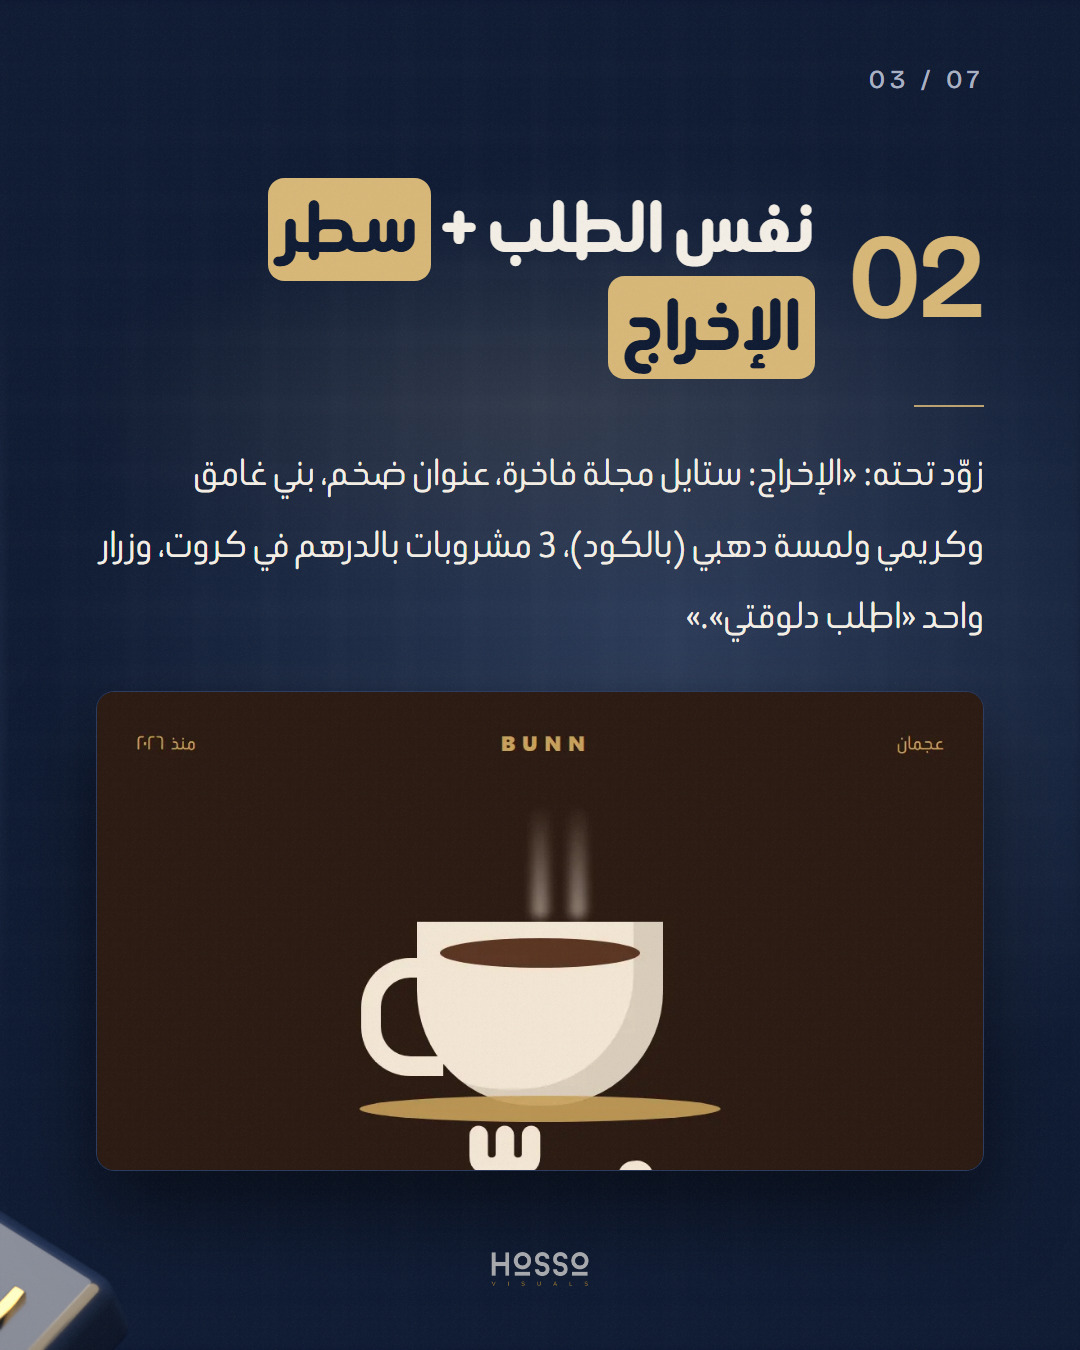 03 / 07
02
نفس الطلب + سطر
الإخراج
زوّد تحته: «الإخراج: ستايل مجلة فاخرة، عنوان ضخم، بني غامق
وكريمي ولمسة دهبي (بالكود)، 3 مشروبات بالدرهم في كروت، وزرار
واحد «اطلب دلوقتي».»
عجمان
BUNN
منذ ٢٠٢٦
HOSSO
VISUALS